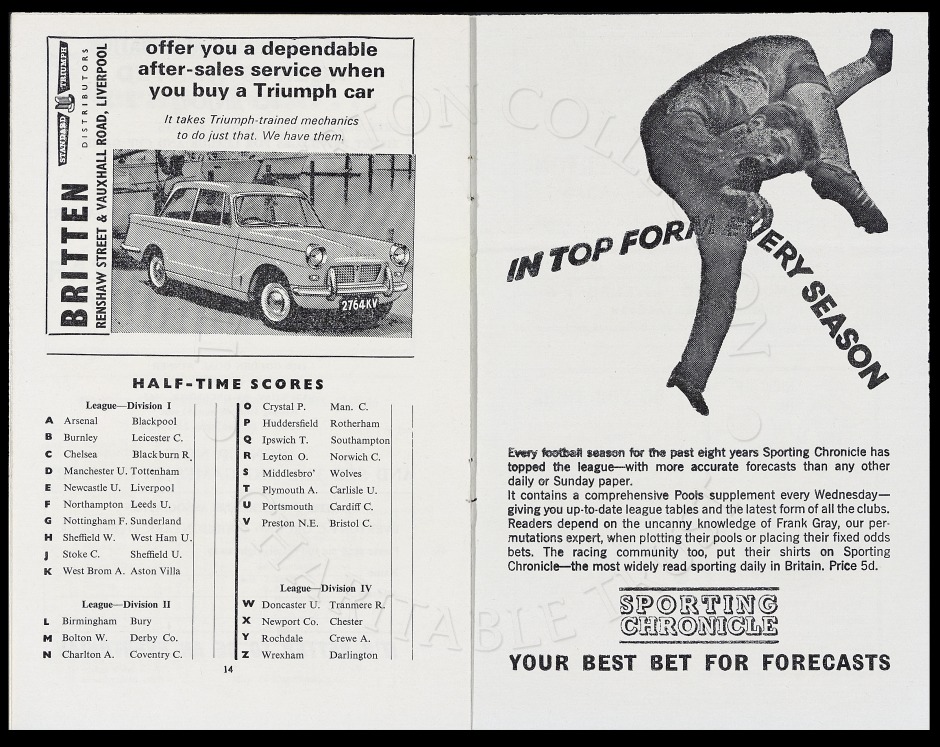 STANDARD TRIUMPH
DISTRIBUTORS
BRITTEN
RENSHAW STREET & VAUXHALL ROAD, LIVERPOOL
offer you a dependable
after-sales service when
you buy a Triumph car
It takes Triumph-trained mechanics
to do just that. We have them.
2764KV
HALF-TIME SCORES
League—Division I
A Arsenal Blackpool
B Burnley Leicester C.
C Chelsea Blackburn R.
D Manchester U. Tottenham
E Newcastle U. Liverpool
F Northampton Leeds U.
G Nottingham F. Sunderland
H Sheffield W. West Ham U.
J Stoke C. Sheffield U.
K West Brom A. Aston Villa
League—Division II
L Birmingham Bury
M Bolton W. Derby Co.
N Charlton A. Coventry C.
O Crystal P. Man. C.
P Huddersfield Rotherham
Q Ipswich T. Southampton
R Leyton O. Norwich C.
S Middlesbro' Wolves
T Plymouth A. Carlisle U.
U Portsmouth Cardiff C.
V Preston N.E. Bristol C.
League—Division IV
W Doncaster U. Tranmere R.
X Newport Co. Chester
Y Rochdale Crewe A.
Z Wrexham Darlington
14
IN TOP FORM EVERY SEASON
Every football season for the past eight years Sporting Chronicle has
topped the league—with more accurate forecasts than any other
daily or Sunday paper.
It contains a comprehensive Pools supplement every Wednesday—
giving you up-to-date league tables and the latest form of all the clubs.
Readers depend on the uncanny knowledge of Frank Gray, our per-
mutations expert, when plotting their pools or placing their fixed odds
bets. The racing community too, put their shirts on Sporting
Chronicle—the most widely read sporting daily in Britain. Price 5d.
SPORTING
CHRONICLE
YOUR BEST BET FOR FORECASTS